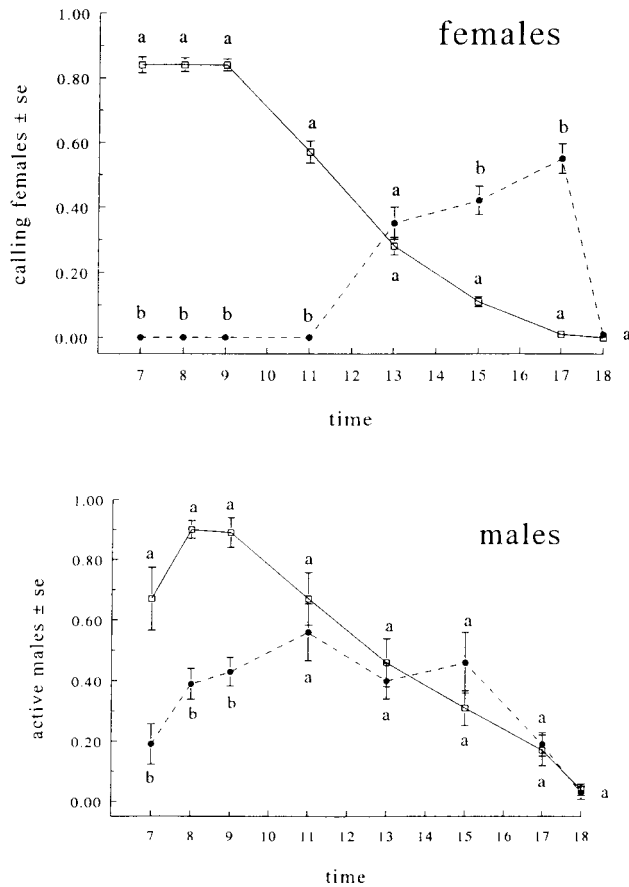 females
a a a
1.00
0.80
a
0.60
b
a
b
0.40
0.20
a
a
b b b b
a
0.00
a
calling females ± se
7 8 9 10 11 12 13 14 15 16 17 18
time
males
1.00
a a
a
0.80
a
0.60
a
a
0.40
a
b b
a
a
0.20
a
b
a
0.00
a
active males ± se
7 8 9 10 11 12 13 14 15 16 17 18
time